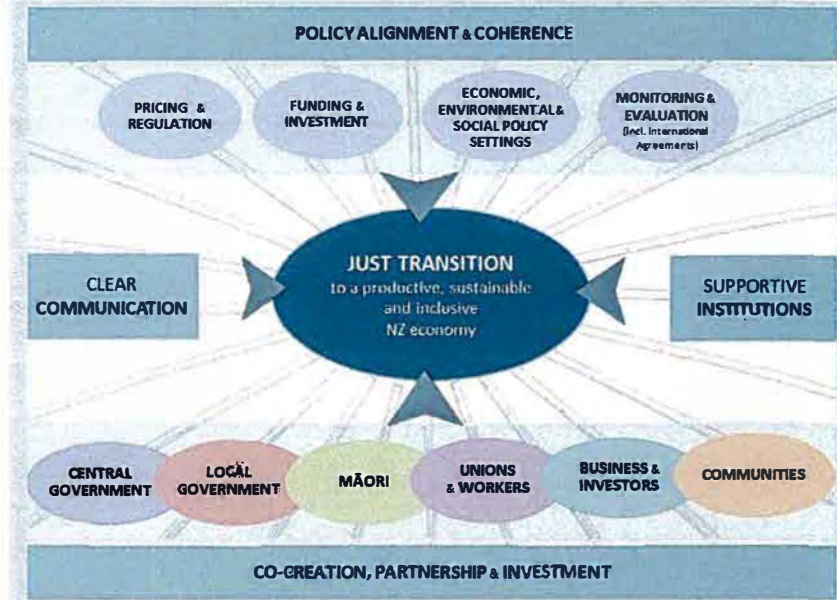 POLICY ALIGNMENT & COHERENCE
PRICING &
REGULATION
FUNDING &
INVESTMENT
ECONOMIC,
ENVIRONMENTAL &
SOCIAL POLICY
SETTINGS
MONITORING &
EVALUATION
(incl. International
Agreements)
JUST TRANSITION
to a productive, sustainable
and inclusive
NZ economy
CLEAR
COMMUNICATION
SUPPORTIVE
INSTITUTIONS
CENTRAL
GOVERNMENT
LOCAL
GOVERNMENT
MĀORI
UNIONS
& WORKERS
BUSINESS &
INVESTORS
COMMUNITIES
CO-CREATION, PARTNERSHIP & INVESTMENT